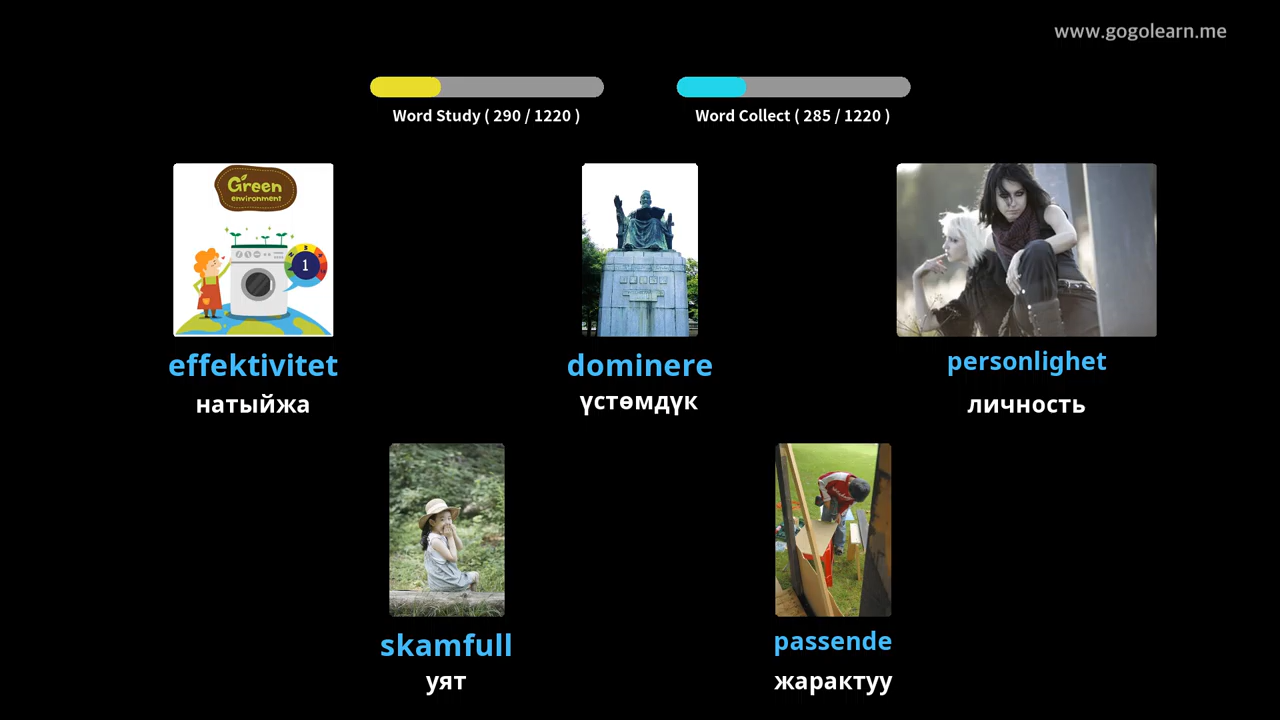 www.gogolearn.me
Word Study ( 290 / 1220 )
Word Collect ( 285 / 1220 )
Green
environment
3
1
effektivitet
dominere
personlighet
натыйжа
үстөмдүк
личность
skamfull
passende
уят
жарактуу